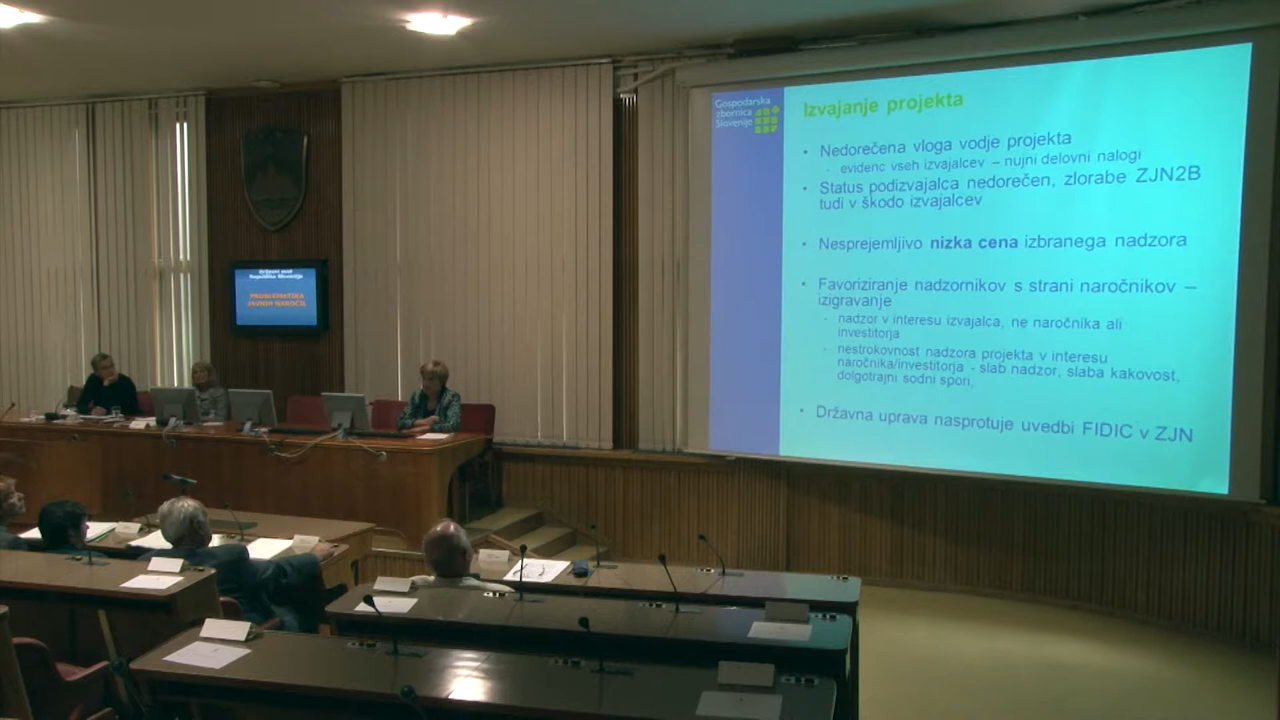 Gospodarska
zbornica
Slovenije
Izvajanje projekta
• Nedorečena vloga vodje projekta
- evidenc vseh izvajalcev – nujni delovni nalogi
• Status podizvajalca nedorečen, zlorabe ZJN2B
tudi v škodo izvajalcev
• Nesprejemljivo nizka cena izbranega nadzora
• Favoriziranje nadzornikov s strani naročnikov –
izigravanje
- nadzor v interesu izvajalca, ne naročnika ali
investitorja
- nestrokovnost nadzora projekta v interesu
naročnika/investitorja - slab nadzor, slaba kakovost,
dolgotrajni sodni spori,
• Državna uprava nasprotuje uvedbi FIDIC v ZJN
Državni svet
Republike Slovenije
PROBLEMATIKA
JAVNIH NAROČIL